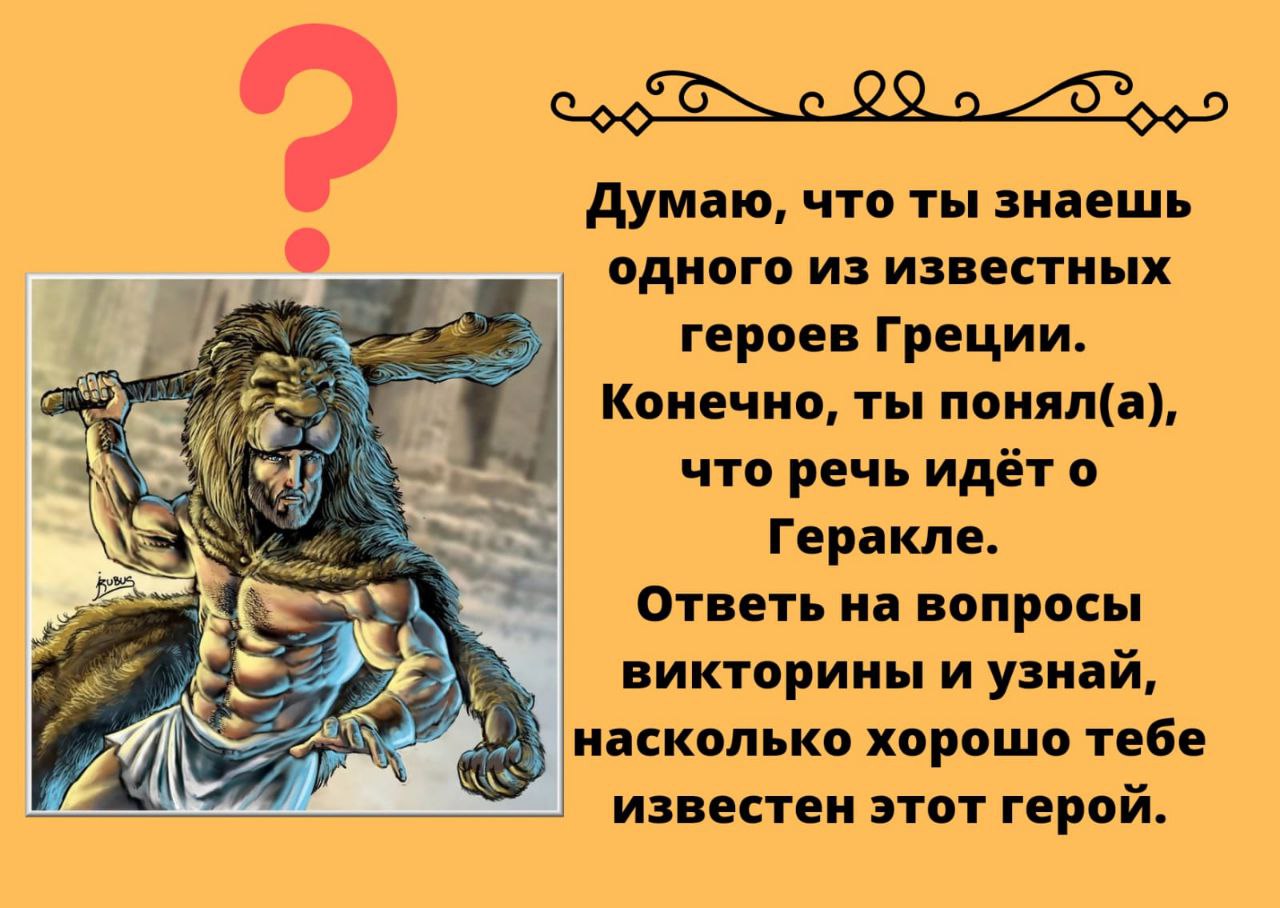 Думаю, что ты знаешь
одного из известных
героев Греции.
Конечно, ты понял(а),
что речь идёт о
Геракле.
Ответь на вопросы
викторины и узнай,
насколько хорошо тебе
известен этот герой.
?